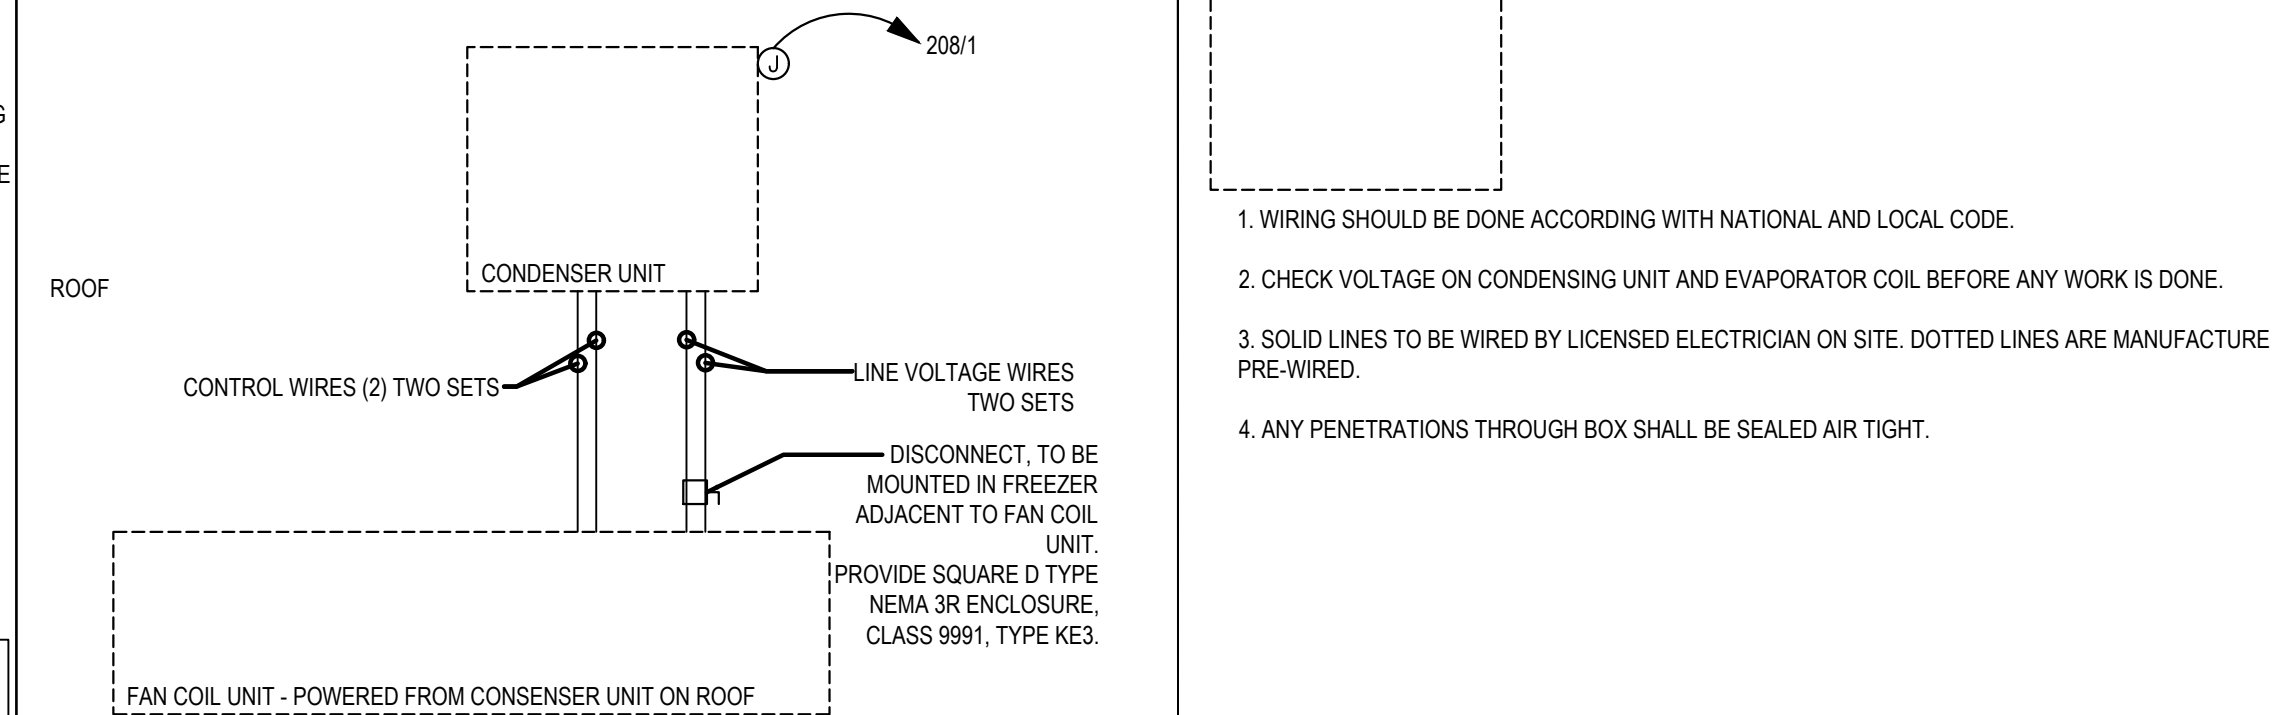 208/1
J
G
E
CONDENSER UNIT
ROOF
CONTROL WIRES (2) TWO SETS
LINE VOLTAGE WIRES
TWO SETS
DISCONNECT, TO BE
MOUNTED IN FREEZER
ADJACENT TO FAN COIL
UNIT.
PROVIDE SQUARE D TYPE
NEMA 3R ENCLOSURE,
CLASS 9991, TYPE KE3.
FAN COIL UNIT - POWERED FROM CONSENSER UNIT ON ROOF
1. WIRING SHOULD BE DONE ACCORDING WITH NATIONAL AND LOCAL CODE.
2. CHECK VOLTAGE ON CONDENSING UNIT AND EVAPORATOR COIL BEFORE ANY WORK IS DONE.
3. SOLID LINES TO BE WIRED BY LICENSED ELECTRICIAN ON SITE. DOTTED LINES ARE MANUFACTURE
PRE-WIRED.
4. ANY PENETRATIONS THROUGH BOX SHALL BE SEALED AIR TIGHT.